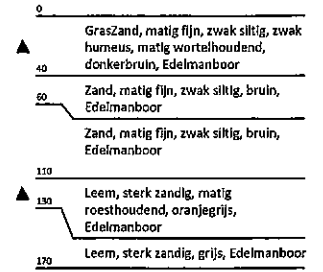 0
GrasZand, matig fijn, zwak siltig, zwak
humeus, matig wortelhoudend,
donkerbruin, Edelmanboor
40
Zand, matig fijn, zwak siltig, bruin,
Edelmanboor
60
Zand, matig fijn, zwak siltig, bruin,
Edelmanboor
110
Leem, sterk zandig, matig
roesthoudend, oranjegrijs,
Edelmanboor
130
Leem, sterk zandig, grijs, Edelmanboor
170